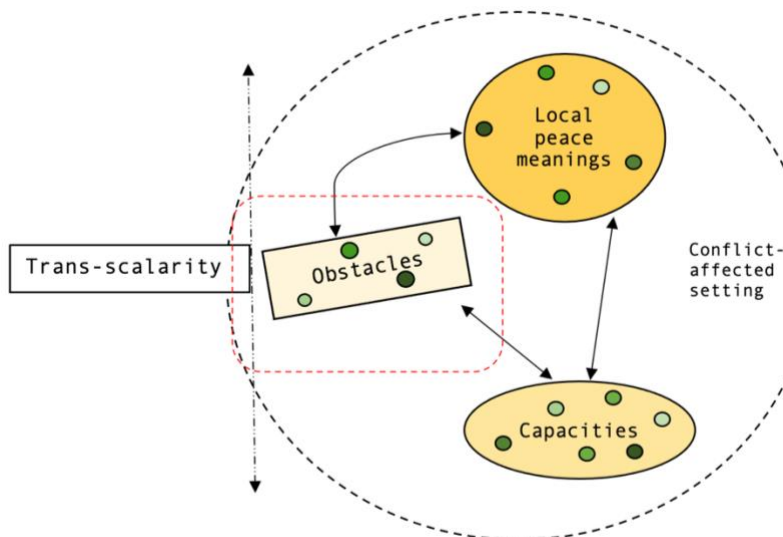 Local
peace
meanings
Obstacles
Trans-scalarity
Conflict-
affected
setting
Capacities